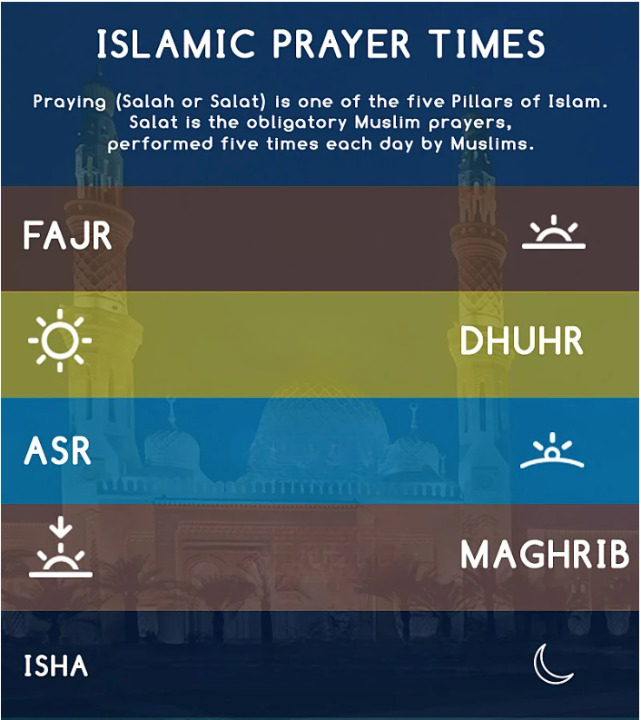 ISLAMIC PRAYER TIMES
Praying (Salah or Salat) is one of the five Pillars of Islam.
Salat is the obligatory Muslim prayers,
performed five times each day by Muslims.
FAJR
DHUHR
ASR
MAGHRIB
ISHA